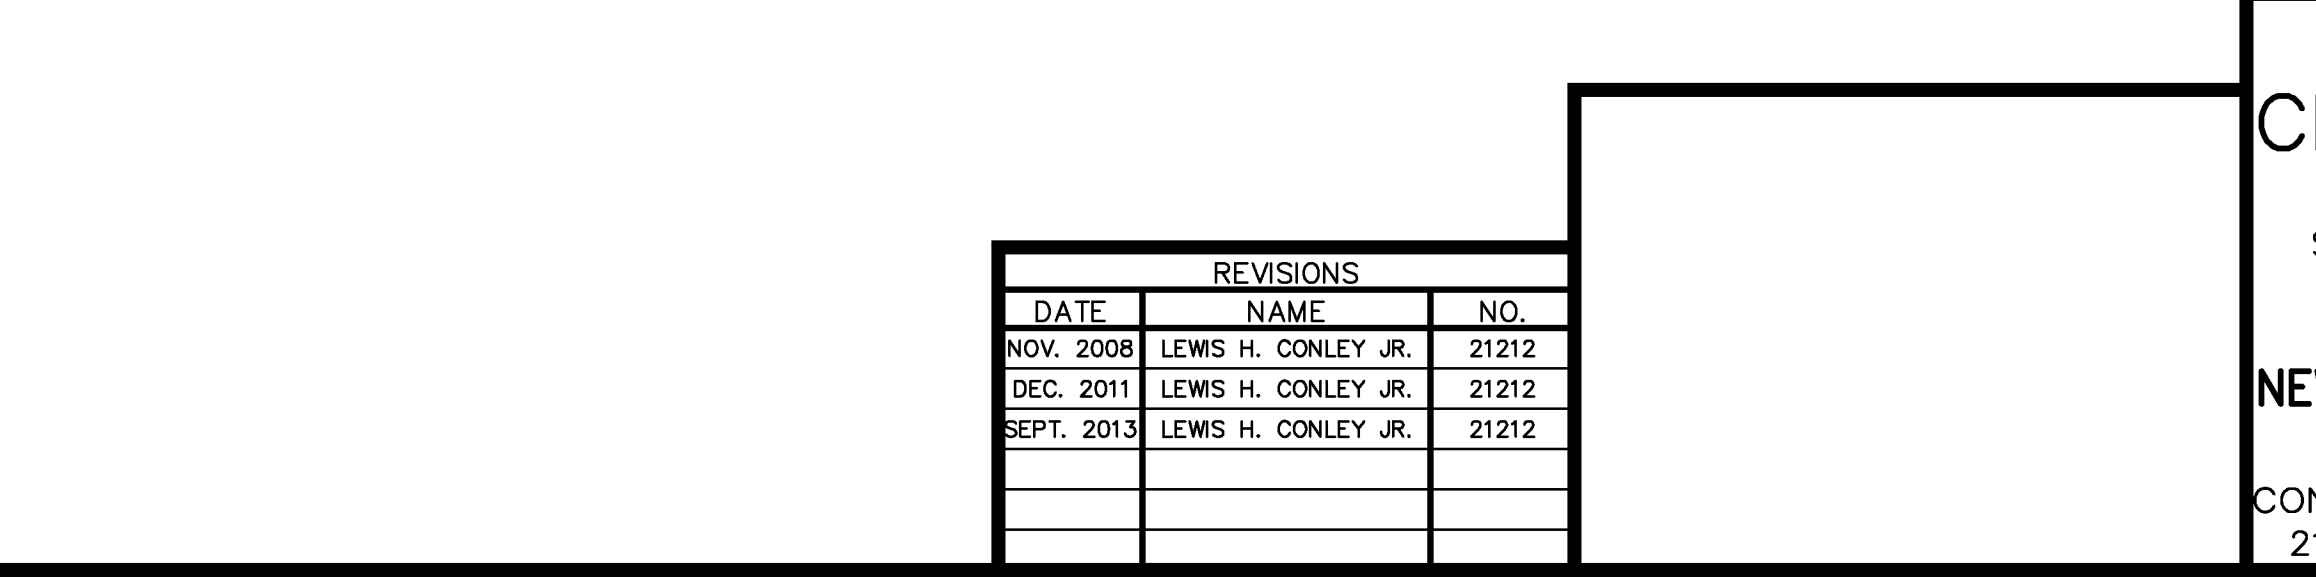 REVISIONS
DATE NAME NO.
NOV. 2008 LEWIS H. CONLEY JR. 21212
DEC. 2011 LEWIS H. CONLEY JR. 21212
SEPT. 2013 LEWIS H. CONLEY JR. 21212